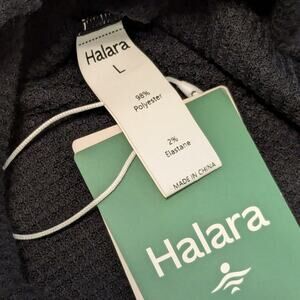 Halara
L
98%
Polyester
2%
Elastane
MADE IN CHINA
Halara